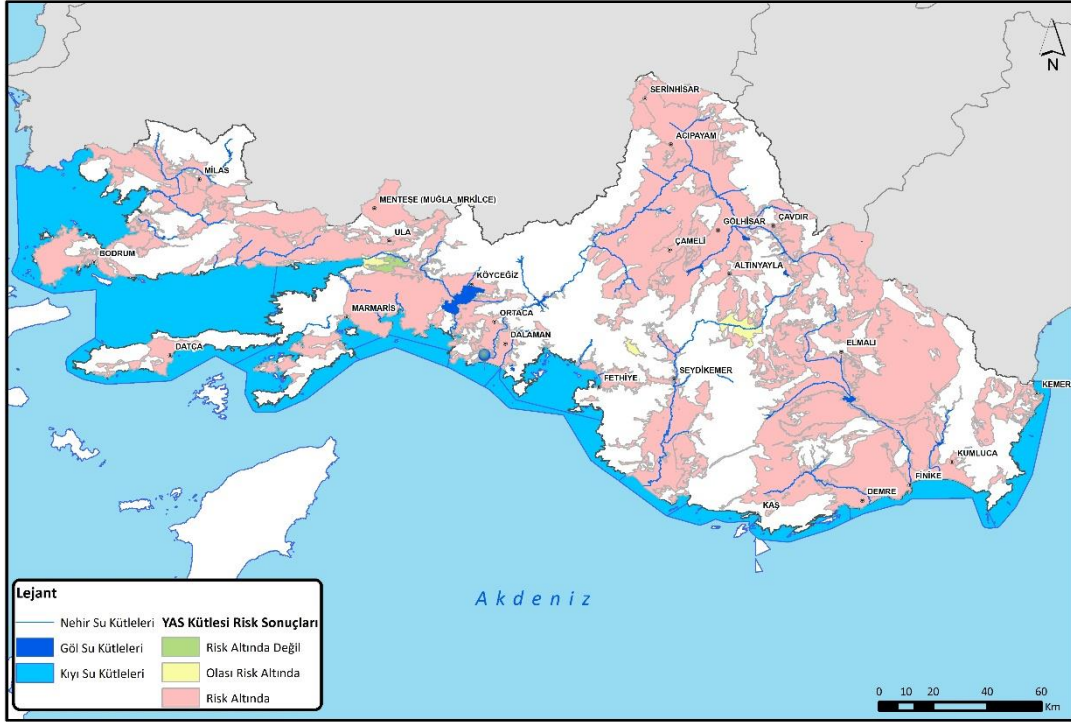 N
SERİNHİSAR
ACIPAYAM
MİLAS
MENTEŞE (MUĞLA_MRKİLCE)
ULA
GÖLHİSAR
ÇAVDIR
ÇAMELİ
BODRUM
ALTINYAYLA
KÖYCEĞİZ
MARMARİS
ORTACA
DALAMAN
DATÇA
ELMALI
FETHİYE
SEYDİKEMER
KEMER
KUMLUCA
FİNİKE
DEMRE
KAŞ
Akdeniz
Lejant
Nehir Su Kütleleri YAS Kütlesi Risk Sonuçları
Göl Su Kütleleri Risk Altında Değil
Kıyı Su Kütleleri Olası Risk Altında
Risk Altında
0 10 20 40 60
Km